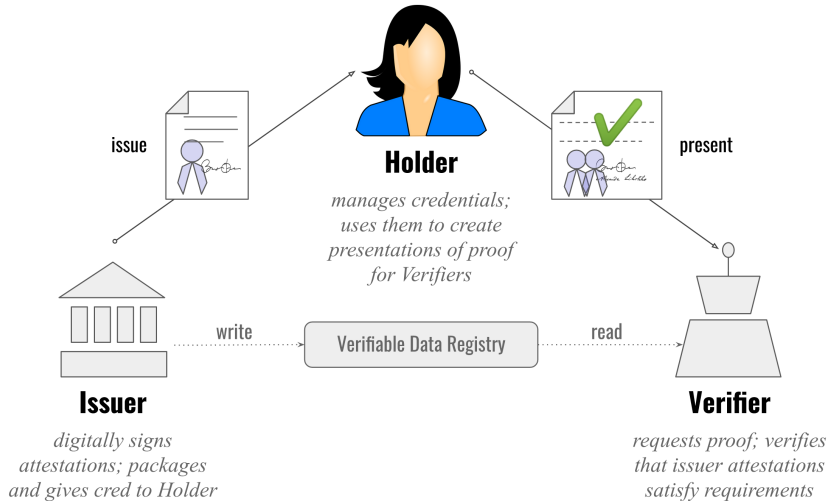 issue
present
Holder
manages credentials;
uses them to create
presentations of proof
for Verifiers
write
Verifiable Data Registry
read
Issuer
digitally signs
attestations; packages
and gives cred to Holder
Verifier
requests proof; verifies
that issuer attestations
satisfy requirements